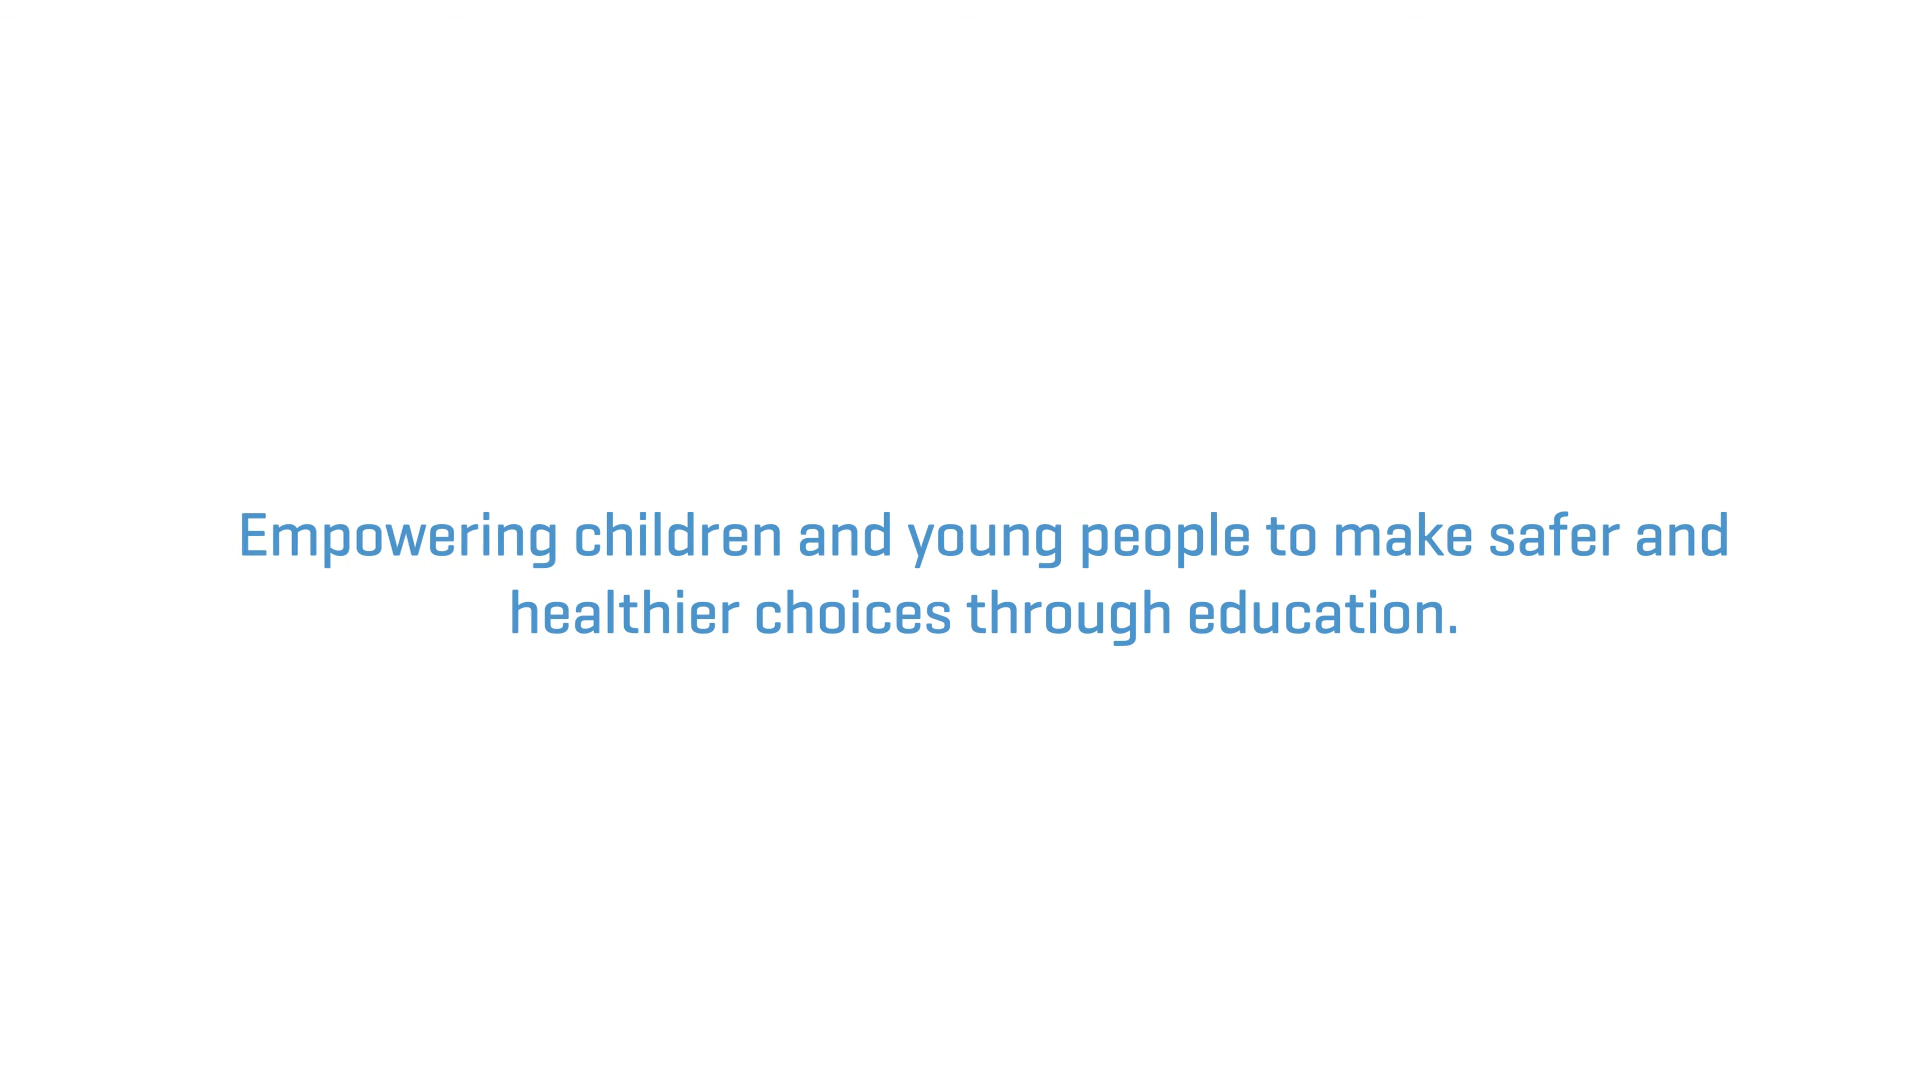 Empowering children and young people to make safer and
healthier choices through education.